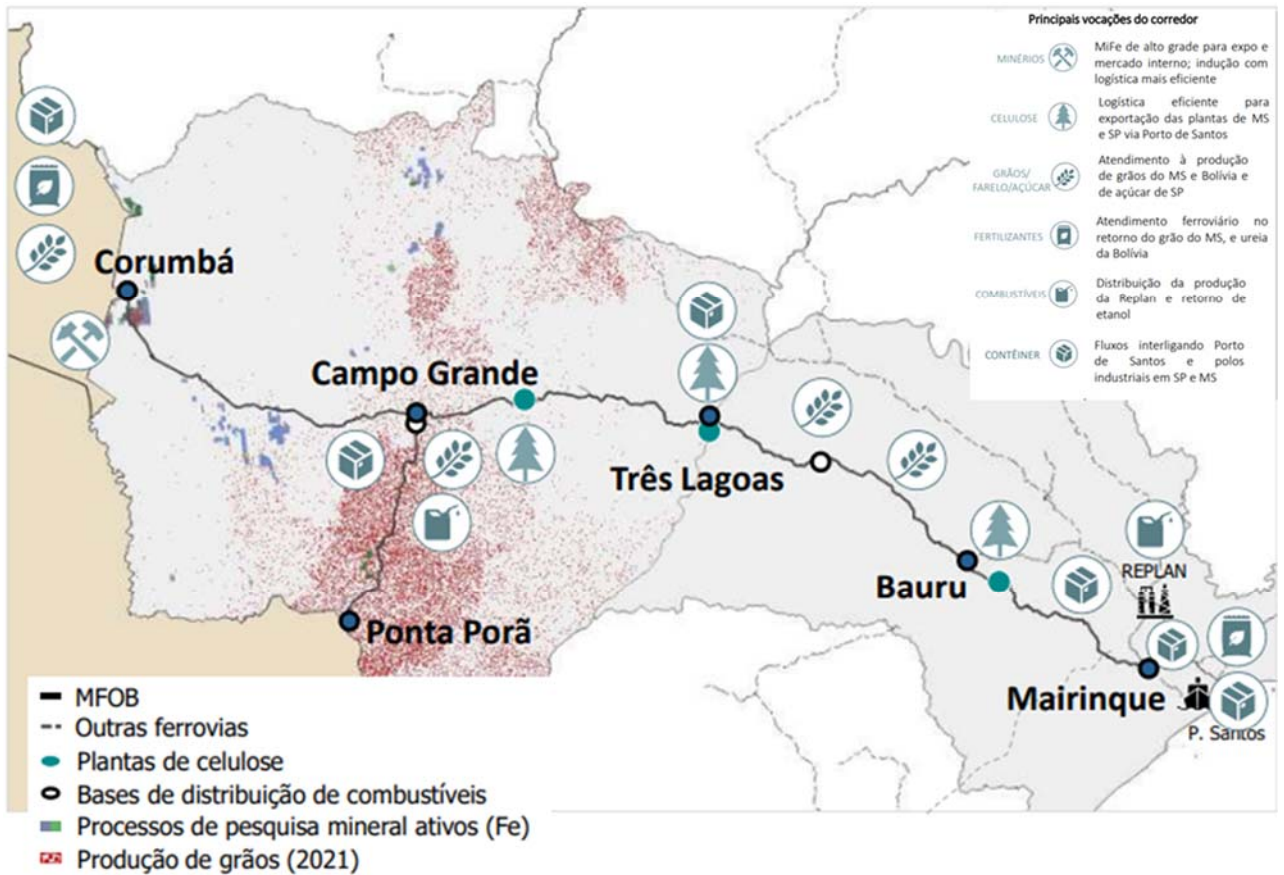 Principais vocações do corredor
MINÉRIOS
MiFe de alto grade para expo e
mercado interno; indução com
logística mais eficiente
CELULOSE
Logística eficiente para
exportação das plantas de MS
e SP via Porto de Santos
GRÃOS/
FARELO/AÇÚCAR
Atendimento à produção
de grãos do MS e Bolívia e
de açúcar de SP
FERTILIZANTES
Atendimento ferroviário no
retorno do grão do MS, e ureia
da Bolívia
COMBUSTÍVEIS
Distribuição da produção
da Replan e retorno de
etanol
CONTÊINER
Fluxos interligando Porto
de Santos e polos
industriais em SP e MS
Corumbá
Campo Grande
Três Lagoas
Bauru
REPLAN
Ponta Porã
Mairinque
P. Santos
MFOB
Outras ferrovias
Plantas de celulose
Bases de distribuição de combustíveis
Processos de pesquisa mineral ativos (Fe)
Produção de grãos (2021)